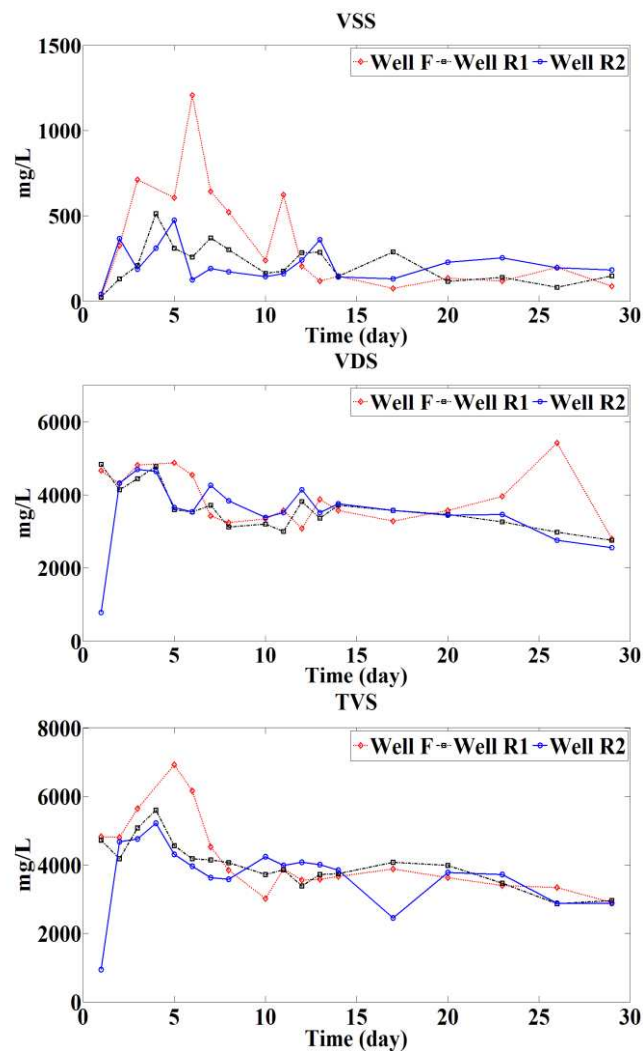 VSS
1500
Well F Well R1 Well R2
1000
mg/L
500
0
0 5 10 15 20 25 30
Time (day)
VDS
Well F Well R1 Well R2
6000
4000
mg/L
2000
0
0 5 10 15 20 25 30
Time (day)
TVS
8000
Well F Well R1 Well R2
6000
4000
mg/L
2000
0
0 5 10 15 20 25 30
Time (day)